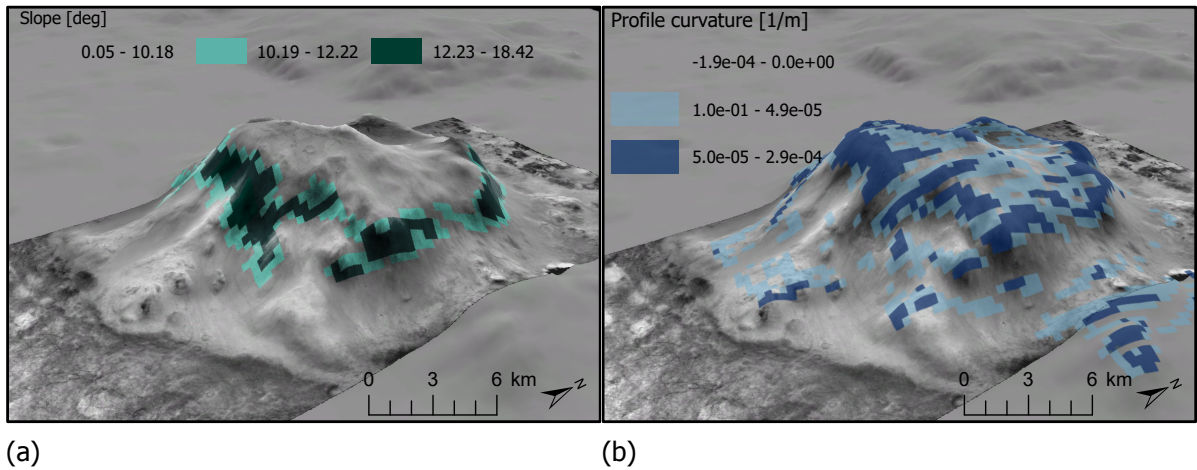 Slope [deg]
0.05 - 10.18 10.19 - 12.22 12.23 - 18.42
0 3 6 km
N
(a)
Profile curvature [1/m]
-1.9e-04 - 0.0e+00
1.0e-01 - 4.9e-05
5.0e-05 - 2.9e-04
0 3 6 km
N
(b)